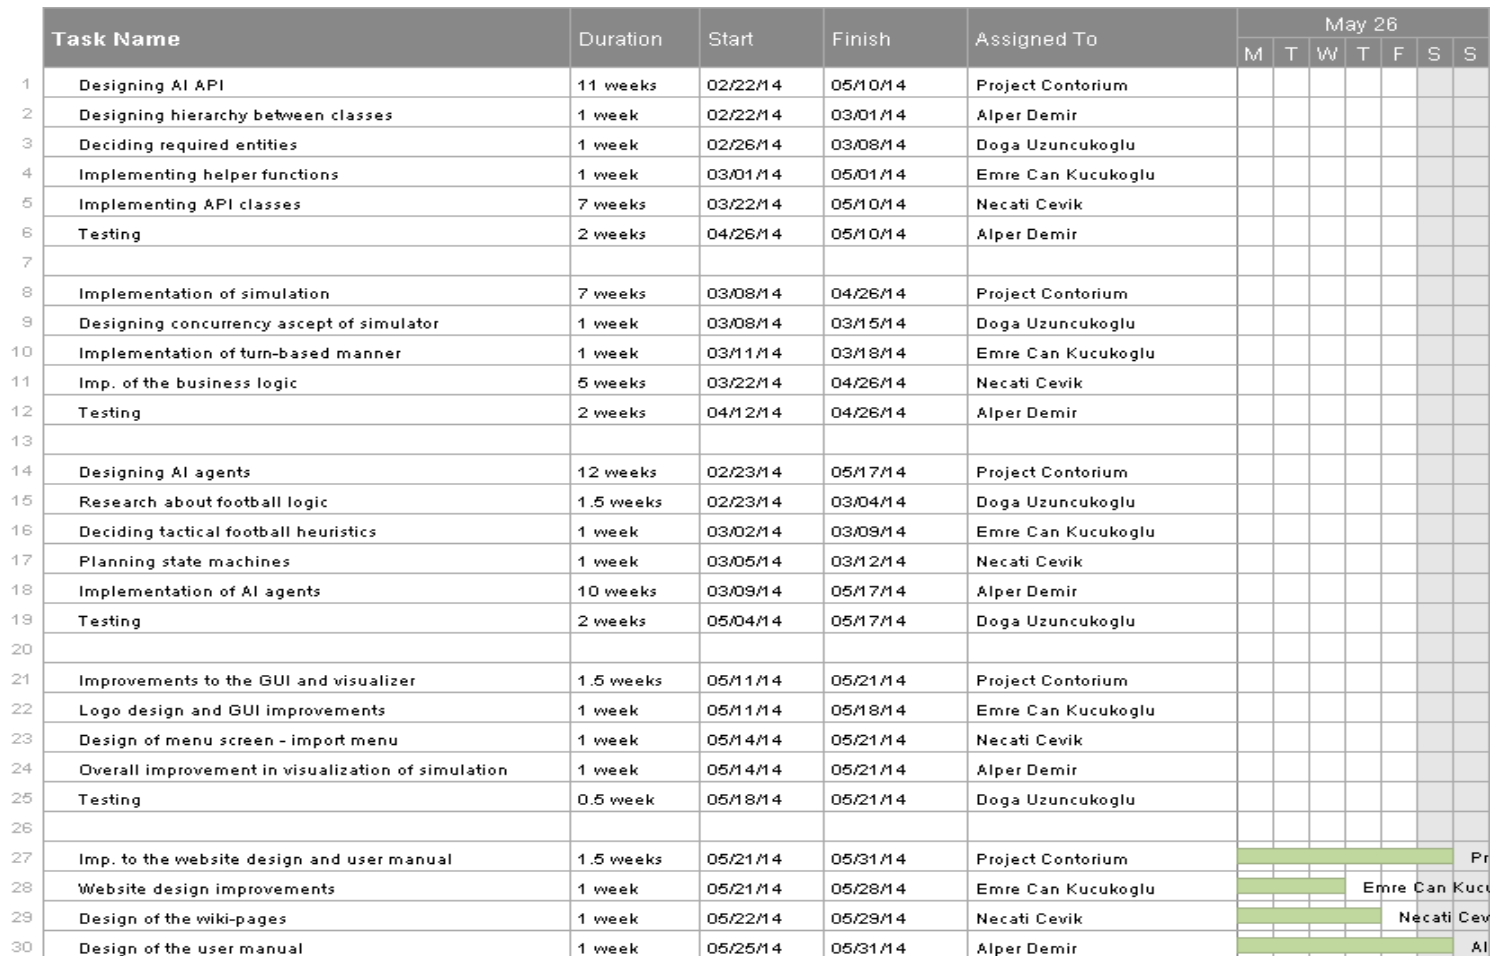 Task Name Duration Start Finish Assigned To May 26
M T W T F S S
1 Designing AI API 11 weeks 02/22/14 05/10/14 Project Contorium
2 Designing hierarchy between classes 1 week 02/22/14 03/01/14 Alper Demir
3 Deciding required entities 1 week 02/26/14 03/08/14 Doga Uzuncukoglu
4 Implementing helper functions 1 week 03/01/14 05/01/14 Emre Can Kucukoglu
5 Implementing API classes 7 weeks 03/22/14 05/10/14 Necati Cevik
6 Testing 2 weeks 04/26/14 05/10/14 Alper Demir
7
8 Implementation of simulation 7 weeks 03/08/14 04/26/14 Project Contorium
9 Designing concurrency ascept of simulator 1 week 03/08/14 03/15/14 Doga Uzuncukoglu
10 Implementation of turn-based manner 1 week 03/11/14 03/18/14 Emre Can Kucukoglu
11 Imp. of the business logic 5 weeks 03/22/14 04/26/14 Necati Cevik
12 Testing 2 weeks 04/12/14 04/26/14 Alper Demir
13
14 Designing AI agents 12 weeks 02/23/14 05/17/14 Project Contorium
15 Research about football logic 1.5 weeks 02/23/14 03/04/14 Doga Uzuncukoglu
16 Deciding tactical football heuristics 1 week 03/02/14 03/09/14 Emre Can Kucukoglu
17 Planning state machines 1 week 03/05/14 03/12/14 Necati Cevik
18 Implementation of AI agents 10 weeks 03/09/14 05/17/14 Alper Demir
19 Testing 2 weeks 05/04/14 05/17/14 Doga Uzuncukoglu
20
21 Improvements to the GUI and visualizer 1.5 weeks 05/11/14 05/21/14 Project Contorium
22 Logo design and GUI improvements 1 week 05/11/14 05/18/14 Emre Can Kucukoglu
23 Design of menu screen - import menu 1 week 05/14/14 05/21/14 Necati Cevik
24 Overall improvement in visualization of simulation 1 week 05/14/14 05/21/14 Alper Demir
25 Testing 0.5 week 05/18/14 05/21/14 Doga Uzuncukoglu
26
27 Imp. to the website design and user manual 1.5 weeks 05/21/14 05/31/14 Project Contorium Pr
28 Website design improvements 1 week 05/21/14 05/28/14 Emre Can Kucukoglu Emre Can Kucu
29 Design of the wiki-pages 1 week 05/22/14 05/29/14 Necati Cevik Necati Cev
30 Design of the user manual 1 week 05/25/14 05/31/14 Alper Demir Al